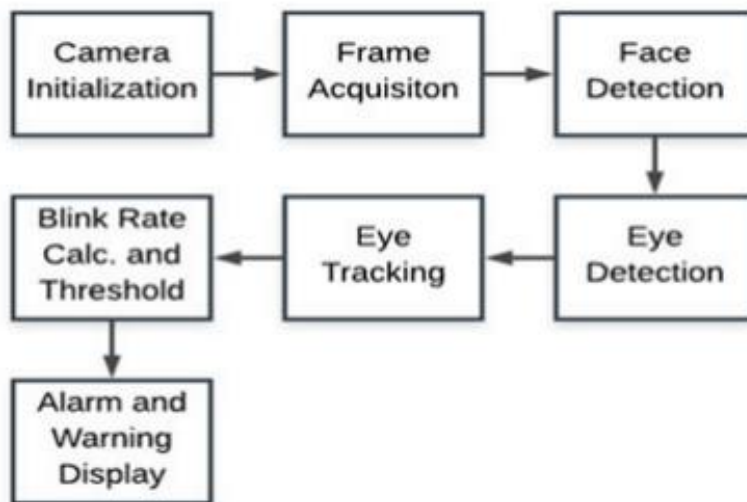 Camera
Initialization
Frame
Acquisiton
Face
Detection
Eye
Detection
Eye
Tracking
Blink Rate
Calc. and
Threshold
Alarm and
Warning
Display